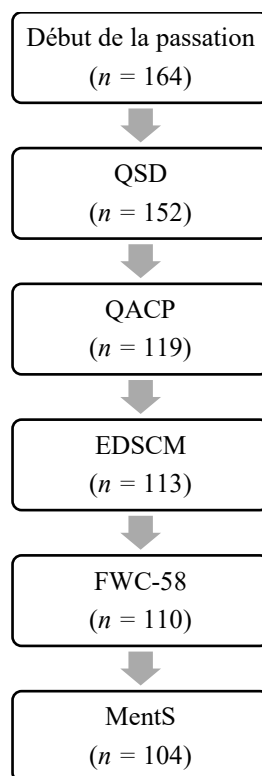 Début de la passation
(n = 164)
QSD
(n = 152)
QACP
(n = 119)
EDSCM
(n = 113)
FWC-58
(n = 110)
MentS
(n = 104)